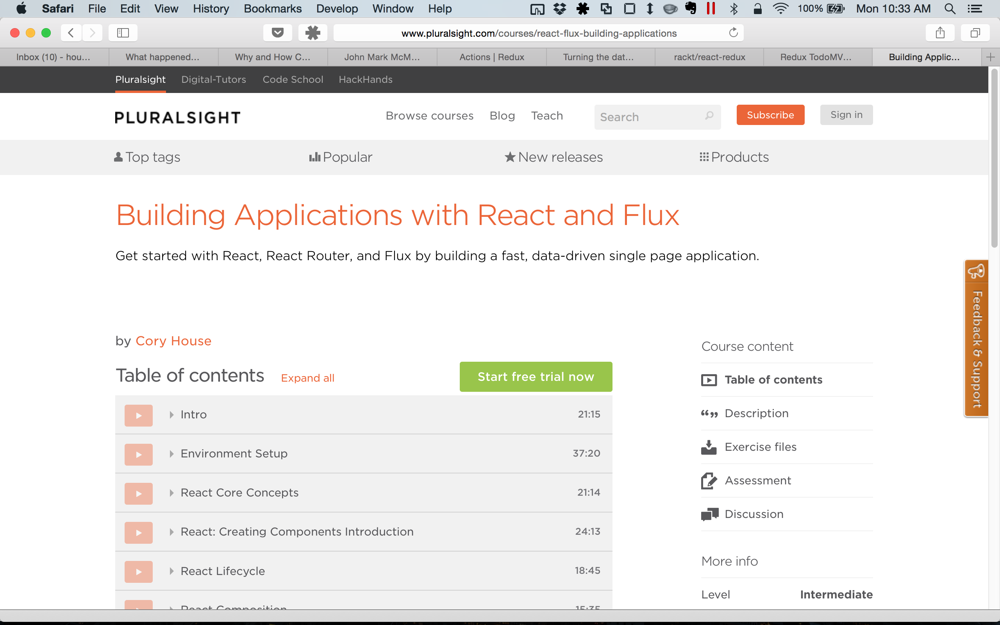 Safari File Edit View History Bookmarks Develop Window Help 100% Mon 10:33 AM
www.pluralsight.com/courses/react-flux-building-applications
Inbox (10) - hou... What happened... Why and How C... John Mark McM... Actions | Redux Turning the dat... rackt/react-redux Redux TodoMV... Building Applic...
Pluralsight Digital-Tutors Code School HackHands
PLURALSIGHT Browse courses Blog Teach Search Subscribe Sign in
Top tags Popular New releases Products
Building Applications with React and Flux
Get started with React, React Router, and Flux by building a fast, data-driven single page application.
Feedback & Support
by Cory House
Table of contents Expand all Start free trial now
Intro 21:15
Environment Setup 37:20
React Core Concepts 21:14
React: Creating Components Introduction 24:13
React Lifecycle 18:45
React Composition 15:35
Course content
Table of contents
Description
Exercise files
Assessment
Discussion
More info
Level Intermediate